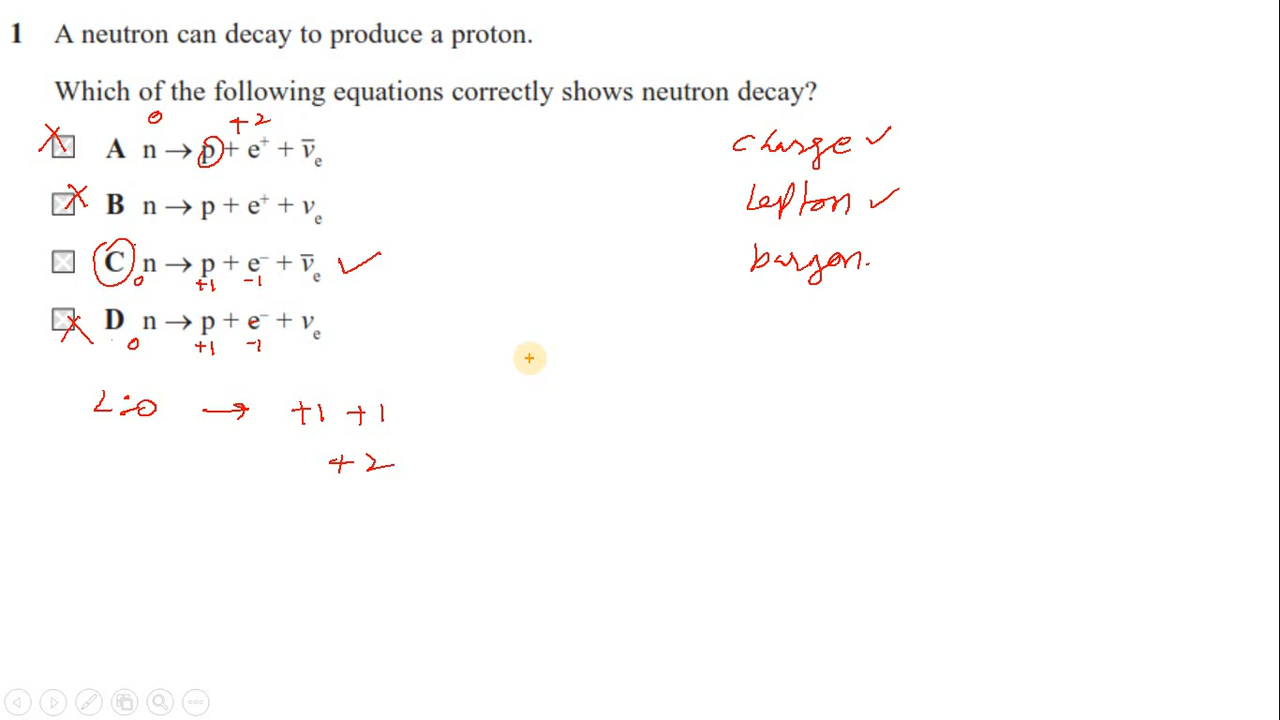 1 A neutron can decay to produce a proton.
Which of the following equations correctly shows neutron decay?
0 +2
A n → p + e⁺ + ν̄ₑ
B n → p + e⁺ + νₑ
C n → p + e⁻ + ν̄ₑ ✓
0 +1 -1
D n → p + e⁻ + νₑ
0 +1 -1
L=0 → +1 +1
+2
charge ✓
Lepton ✓
baryon.